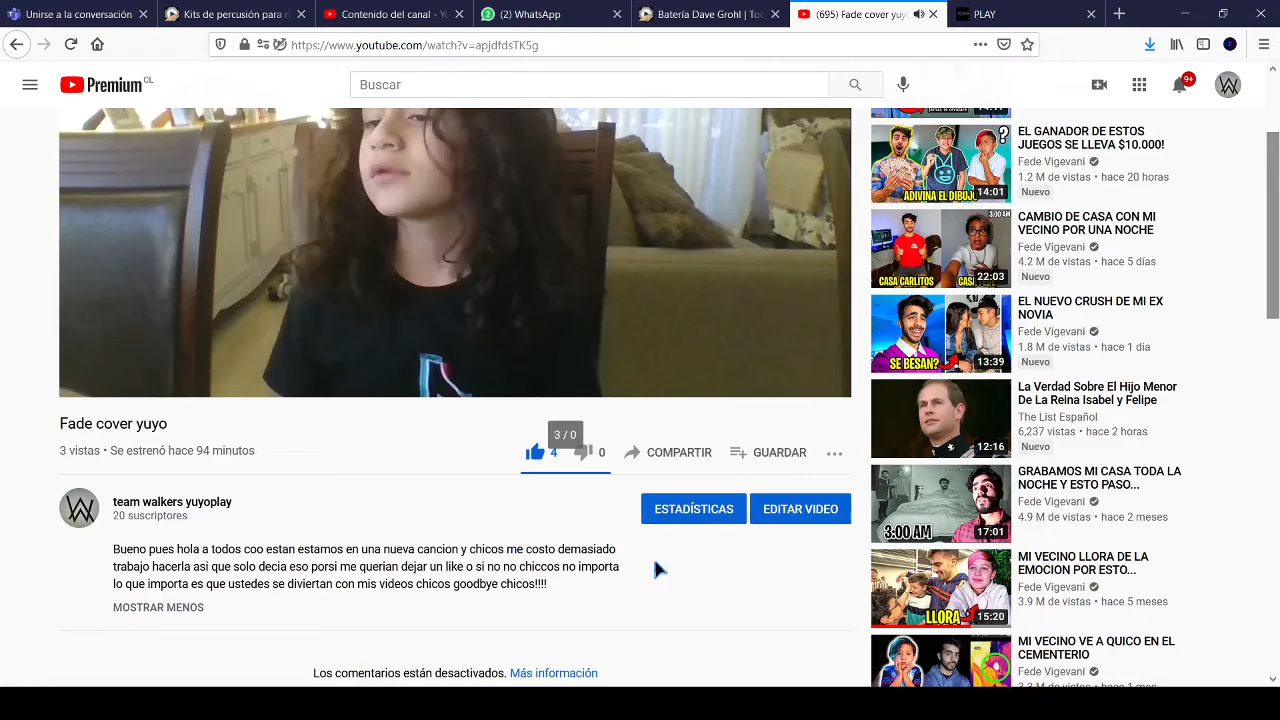 Unirse a la conversación
Kits de percusión para n
Contenido del canal - Yo
(2) WhatsApp
Batería Dave Grohl | Toc
(695) Fade cover yuyo
PLAY
https://www.youtube.com/watch?v=apjdfdsTK5g
Premium CL
Buscar
9+
EL GANADOR DE ESTOS
JUEGOS SE LLEVA $10.000!
Fede Vigevani
1.2 M de vistas • hace 20 horas
Nuevo
ADIVINA EL DIBUJO
14:01
CAMBIO DE CASA CON MI
VECINO POR UNA NOCHE
Fede Vigevani
4.2 M de vistas • hace 5 días
Nuevo
3:00 AM
CASA CARLITOS
22:03
EL NUEVO CRUSH DE MI EX
NOVIA
Fede Vigevani
1.8 M de vistas • hace 1 día
Nuevo
SE BESAN?
13:39
La Verdad Sobre El Hijo Menor
De La Reina Isabel y Felipe
The List Español
6,237 vistas • hace 2 horas
Nuevo
12:16
GRABAMOS MI CASA TODA LA
NOCHE Y ESTO PASO...
Fede Vigevani
4.9 M de vistas • hace 2 meses
3:00 AM
17:01
MI VECINO LLORA DE LA
EMOCION POR ESTO...
Fede Vigevani
3.9 M de vistas • hace 5 meses
LLORA
15:20
MI VECINO VE A QUICO EN EL
CEMENTERIO
Fede Vigevani
Fade cover yuyo
3 vistas • Se estrenó hace 94 minutos
3 / 0
4
0
COMPARTIR
GUARDAR
team walkers yuyoplay
20 suscriptores
ESTADÍSTICAS
EDITAR VIDEO
Bueno pues hola a todos coo estan estamos en una nueva cancion y chicos me costo demasiado
trabajo hacerla asi que solo decirles q porsi me querian dejar un like o si no no chiccos no importa
lo que importa es que ustedes se diviertan con mis videos chicos goodbye chicos!!!!
MOSTRAR MENOS
Los comentarios están desactivados. Más información